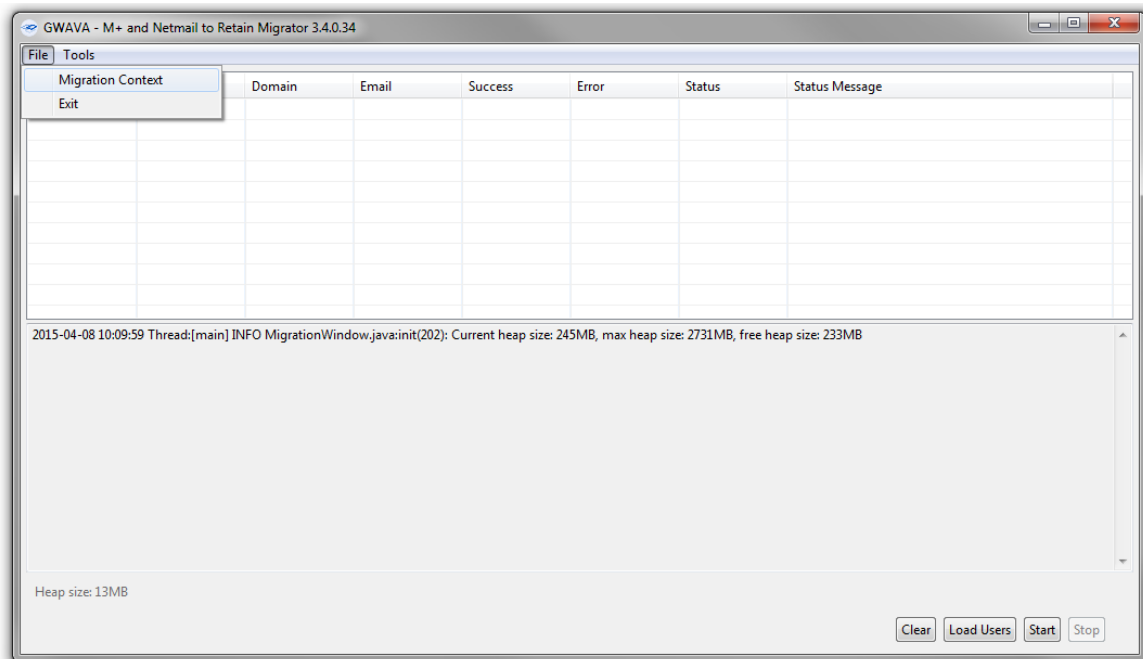 GWAVA - M+ and Netmail to Retain Migrator 3.4.0.34
File Tools
Migration Context
Exit
Domain Email Success Error Status Status Message
2015-04-08 10:09:59 Thread:[main] INFO MigrationWindow.java:init(202): Current heap size: 245MB, max heap size: 2731MB, free heap size: 233MB
Heap size: 13MB
Clear Load Users Start Stop